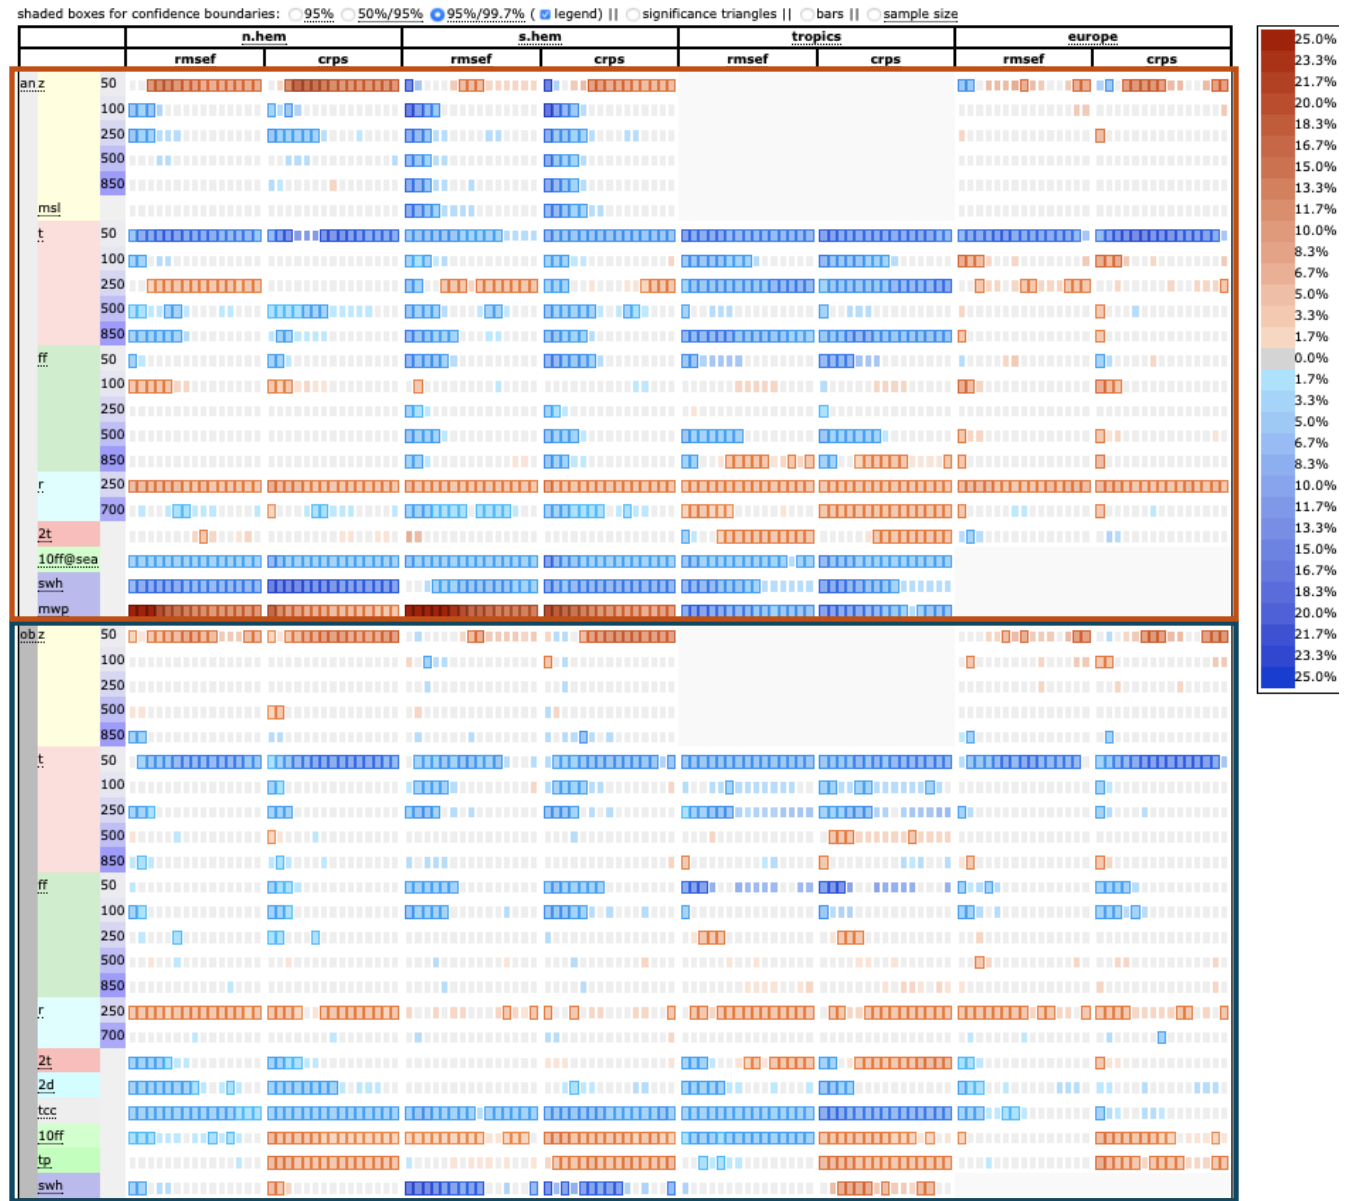 shaded boxes for confidence boundaries: 95% 50%/95% 95%/99.7% ( legend) || significance triangles || bars || sample size
n.hem s.hem tropics europe
rmsef crps rmsef crps rmsef crps rmsef crps
an z 50
100
250
500
850
msl
t 50
100
250
500
850
ff 50
100
250
500
850
r 250
700
2t
10ff@sea
swh
mwp
ob z 50
100
250
500
850
t 50
100
250
500
850
ff 50
100
250
500
850
r 250
700
2t
2d
tcc
10ff
tp
swh
25.0%
23.3%
21.7%
20.0%
18.3%
16.7%
15.0%
13.3%
11.7%
10.0%
8.3%
6.7%
5.0%
3.3%
1.7%
0.0%
1.7%
3.3%
5.0%
6.7%
8.3%
10.0%
11.7%
13.3%
15.0%
16.7%
18.3%
20.0%
21.7%
23.3%
25.0%